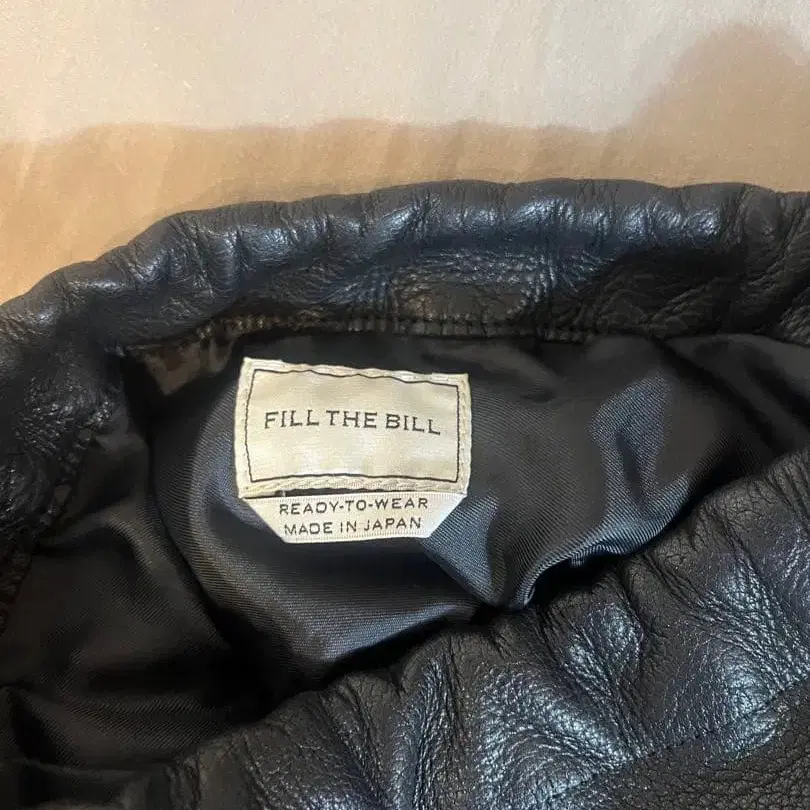 FILL THE BILL
READY-TO-WEAR
MADE IN JAPAN